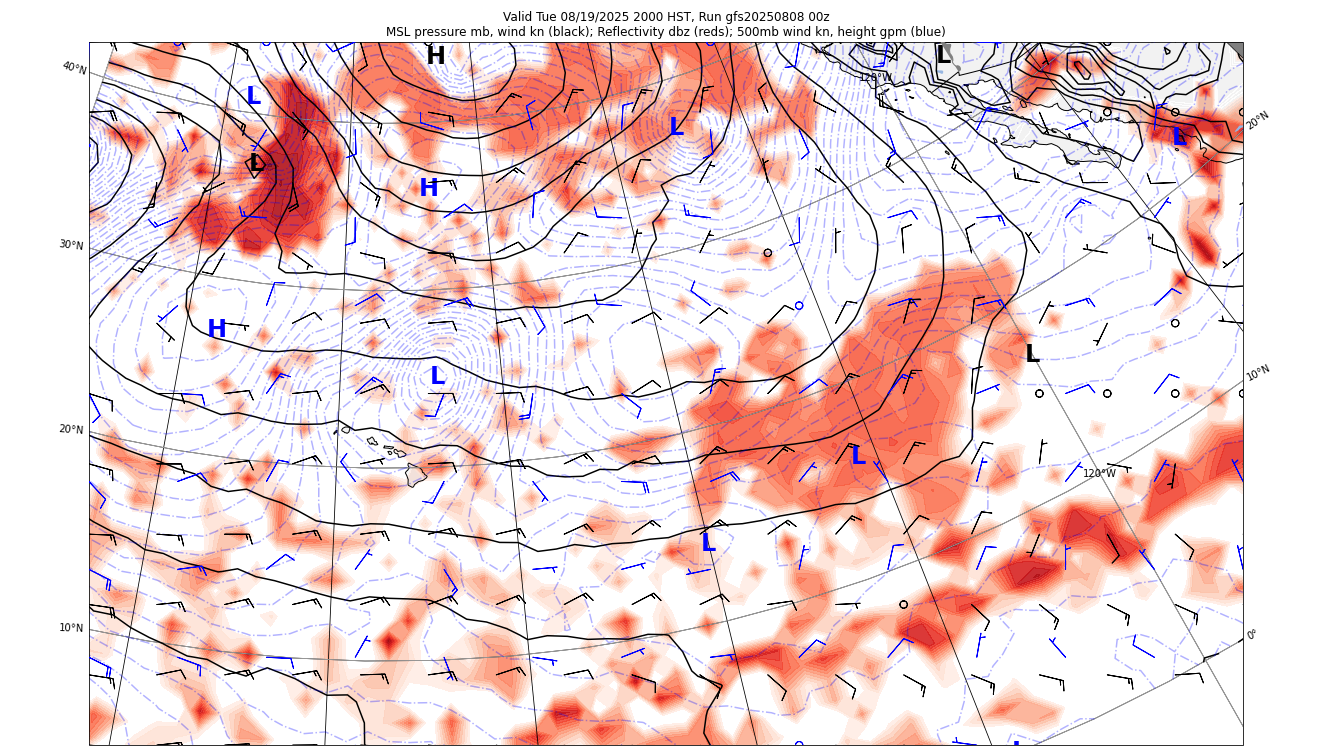 Valid Tue 08/19/2025 2000 HST, Run gfs20250808 00z
MSL pressure mb, wind kn (black); Reflectivity dbz (reds); 500mb wind kn, height gpm (blue)
H
L
40°N
120°W
L
20°N
L
L
L
H
30°N
H
L
10°N
L
20°N
L
120°W
L
10°N
0°